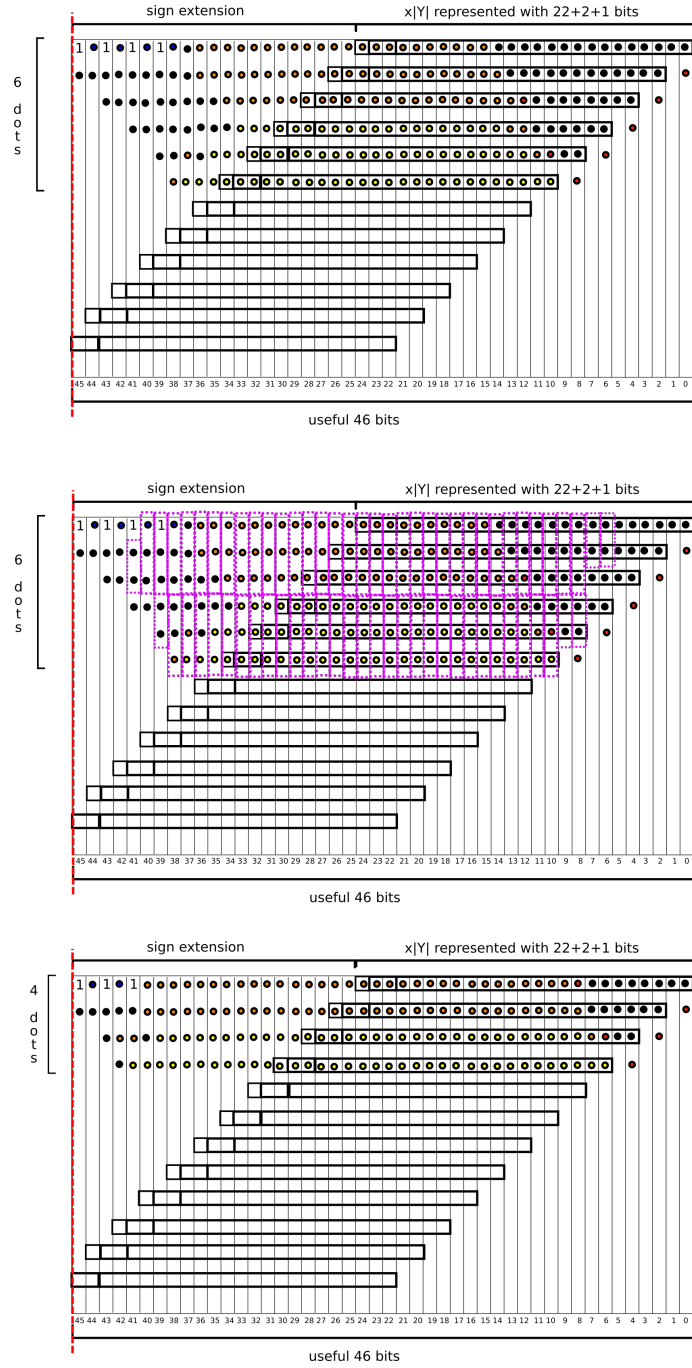 sign extension x|Y| represented with 22+2+1 bits
1 1 1 1
6
d
o
t
s
45 44 43 42 41 40 39 38 37 36 35 34 33 32 31 30 29 28 27 26 25 24 23 22 21 20 19 18 17 16 15 14 13 12 11 10 9 8 7 6 5 4 3 2 1 0
useful 46 bits
sign extension x|Y| represented with 22+2+1 bits
1 1 1 1
6
d
o
t
s
45 44 43 42 41 40 39 38 37 36 35 34 33 32 31 30 29 28 27 26 25 24 23 22 21 20 19 18 17 16 15 14 13 12 11 10 9 8 7 6 5 4 3 2 1 0
useful 46 bits
sign extension x|Y| represented with 22+2+1 bits
1 1 1
4
d
o
t
s
45 44 43 42 41 40 39 38 37 36 35 34 33 32 31 30 29 28 27 26 25 24 23 22 21 20 19 18 17 16 15 14 13 12 11 10 9 8 7 6 5 4 3 2 1 0
useful 46 bits